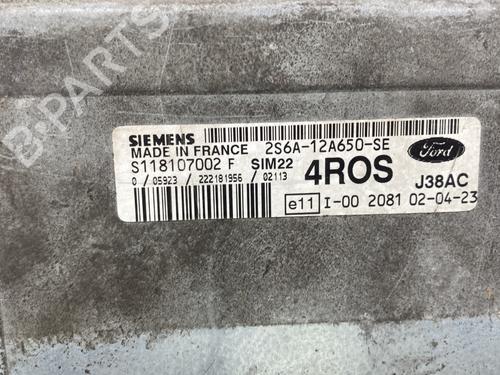 B-PARTS
SIEMENS 2S6A-12A650-SE
MADE IN FRANCE
S118107002 F SIM22 4ROS Ford
0 / 05923 / 222181956 / 02113 J38AC
e11 I-00 2081 02-04-23